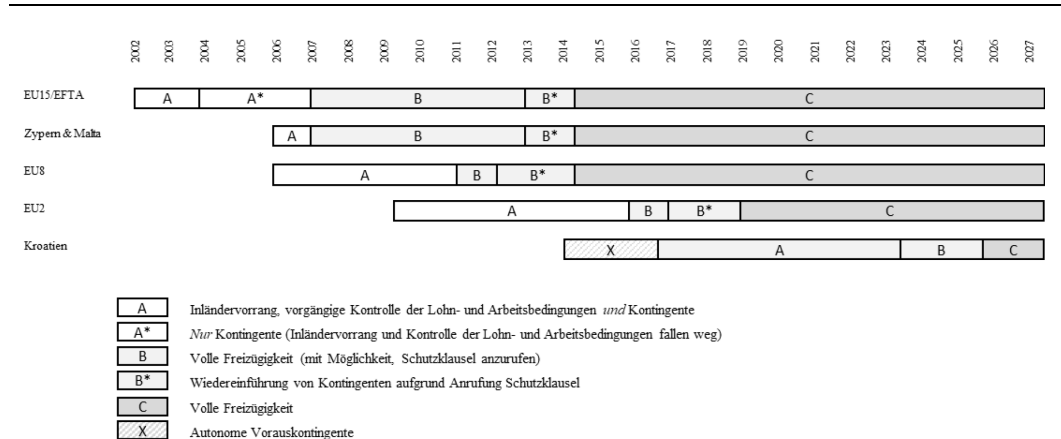 2002 2003 2004 2005 2006 2007 2008 2009 2010 2011 2012 2013 2014 2015 2016 2017 2018 2019 2020 2021 2022 2023 2024 2025 2026 2027
EU15/EFTA A A* B B* C
Zypern & Malta A B B* C
EU8 A B B* C
EU2 A B B* C
Kroatien X A B C
A Inländervorrang, vorgängige Kontrolle der Lohn- und Arbeitsbedingungen und Kontingente
A* Nur Kontingente (Inländervorrang und Kontrolle der Lohn- und Arbeitsbedingungen fallen weg)
B Volle Freizügigkeit (mit Möglichkeit, Schutzklausel anzurufen)
B* Wiedereinführung von Kontingenten aufgrund Anrufung Schutzklausel
C Volle Freizügigkeit
X Autonome Vorauskontingente